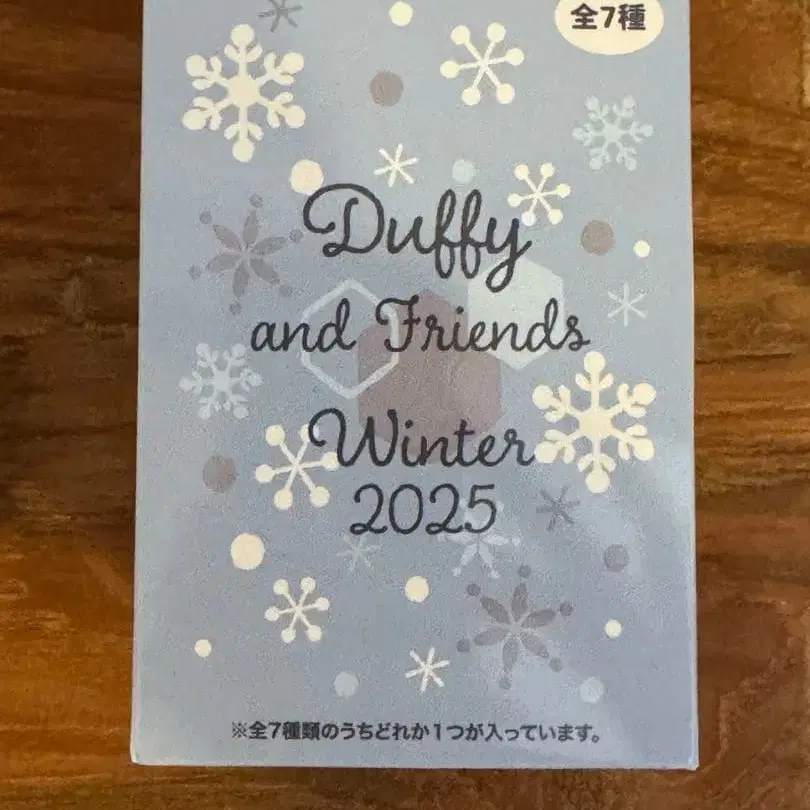 全7種
Duffy
and Friends
Winter
2025
※全7種類のうちどれか1つが入っています。